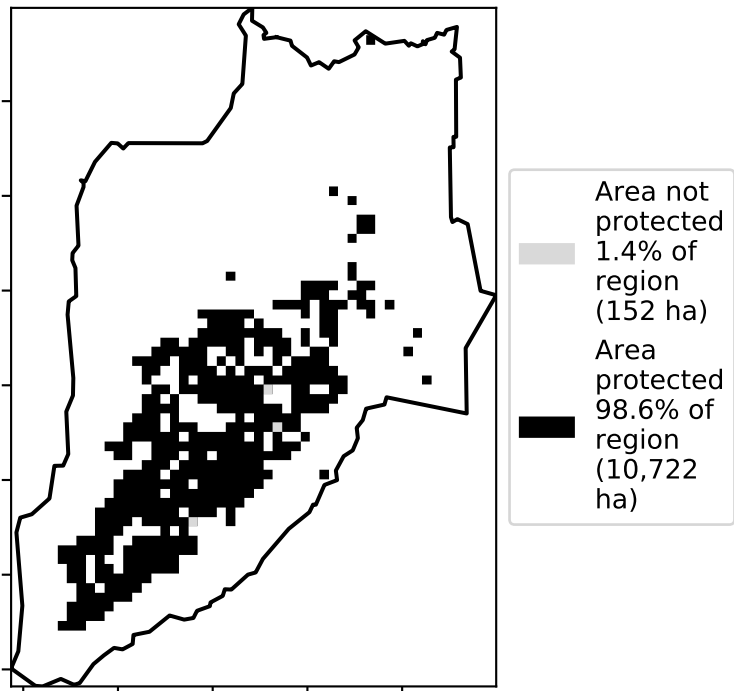 Area not
protected
1.4% of
region
(152 ha)
Area
protected
98.6% of
region
(10,722
ha)